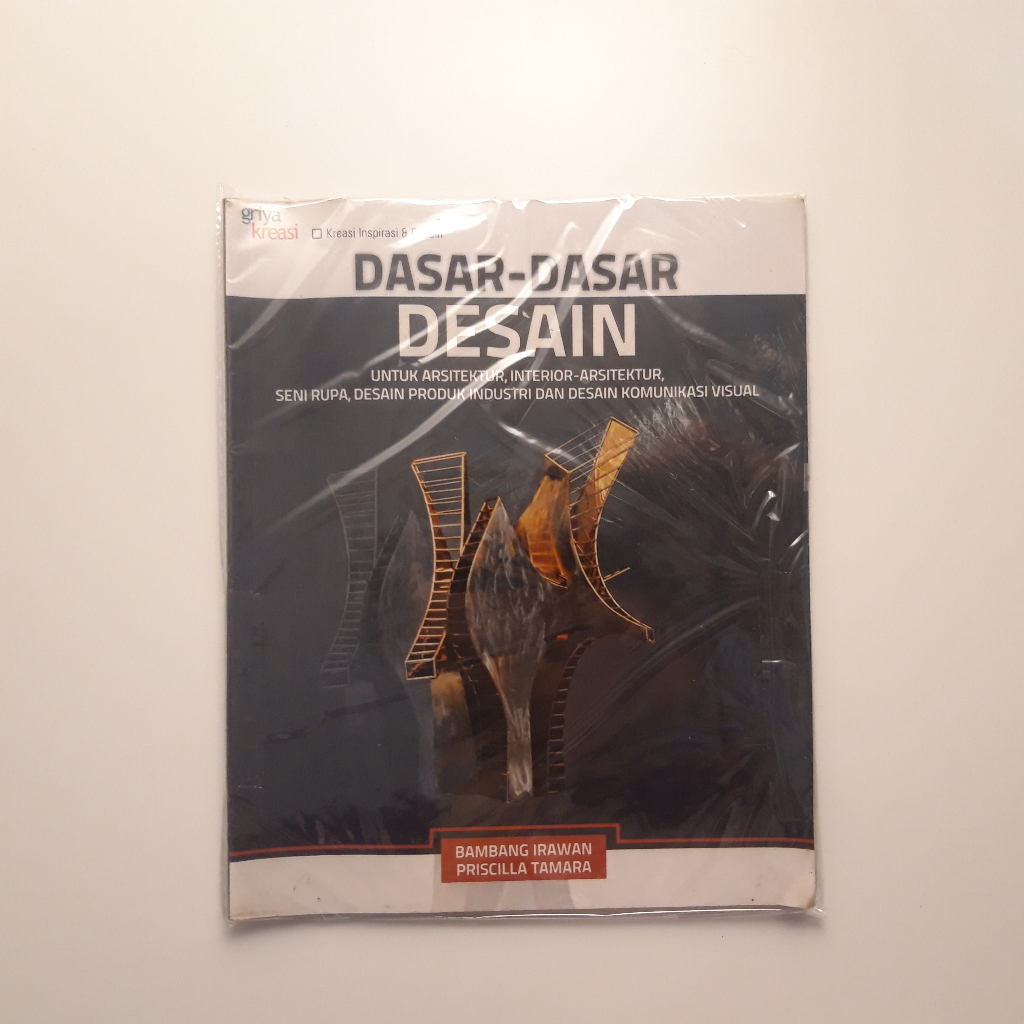 griya
kreasi
Kreasi Inspirasi &
DASAR-DASAR
DESAIN
UNTUK ARSITEKTUR, INTERIOR-ARSITEKTUR,
SENI RUPA, DESAIN PRODUK INDUSTRI DAN DESAIN KOMUNIKASI VISUAL
BAMBANG IRAWAN
PRISCILLA TAMARA